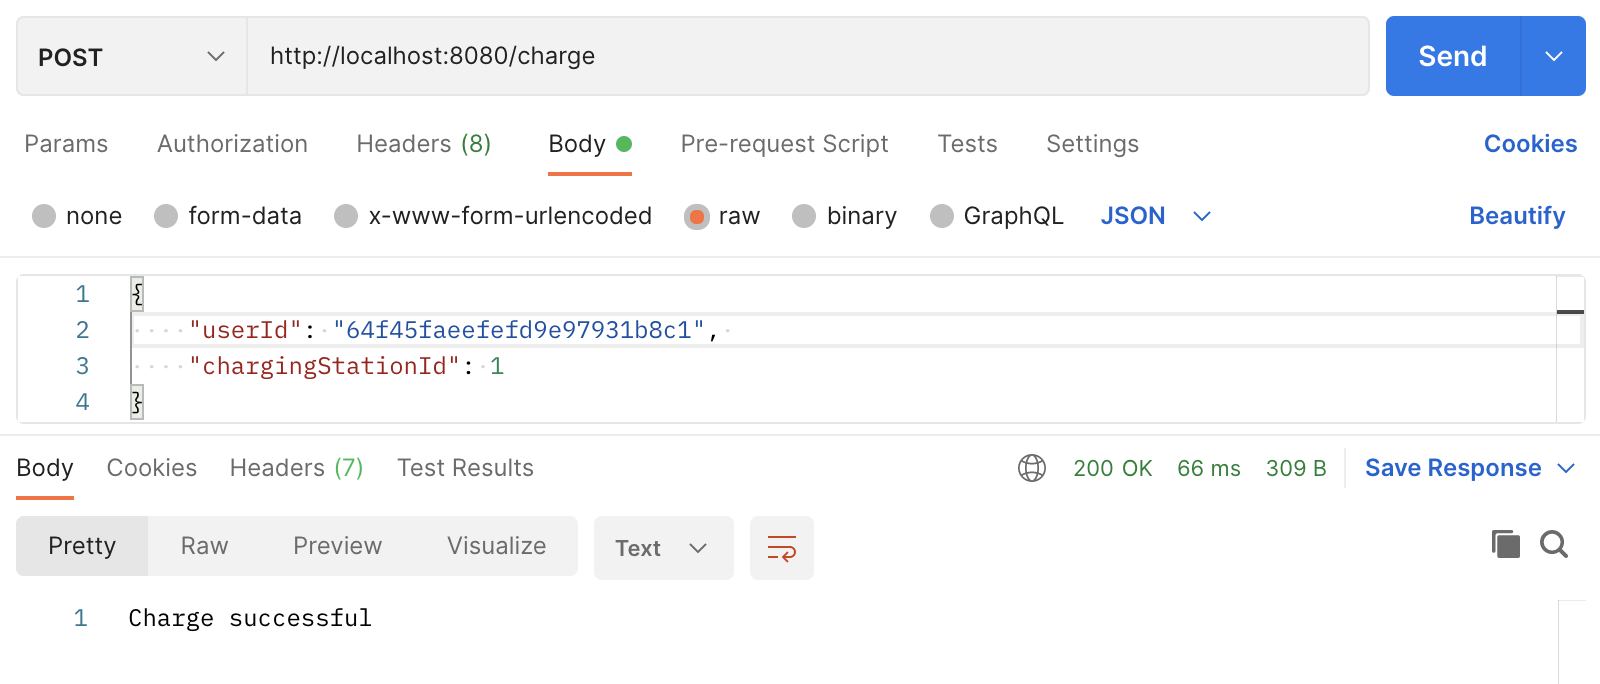 POST http://localhost:8080/charge Send
Params Authorization Headers (8) Body Pre-request Script Tests Settings Cookies
none form-data x-www-form-urlencoded raw binary GraphQL JSON Beautify
1 {
2 "userId": "64f45faeefefd9e97931b8c1",
3 "chargingStationId": 1
4 }
Body Cookies Headers (7) Test Results 200 OK 66 ms 309 B Save Response
Pretty Raw Preview Visualize Text
1 Charge successful